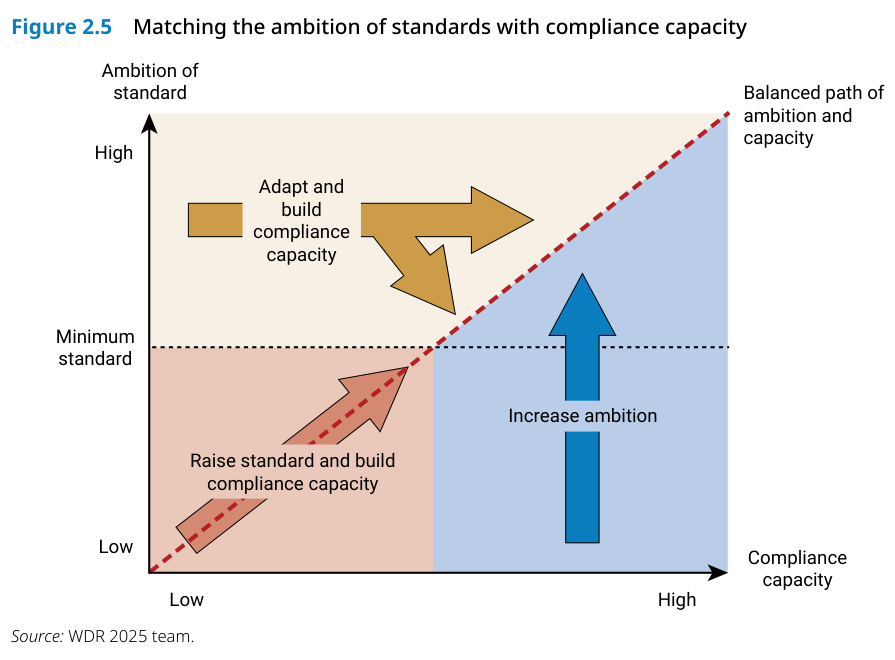 Figure 2.5 Matching the ambition of standards with compliance capacity
Ambition of
standard
Balanced path of
ambition and
capacity
High
Adapt and
build
compliance
capacity
Minimum
standard
Increase ambition
Raise standard and build
compliance capacity
Low
Compliance
capacity
Low
High
Source: WDR 2025 team.